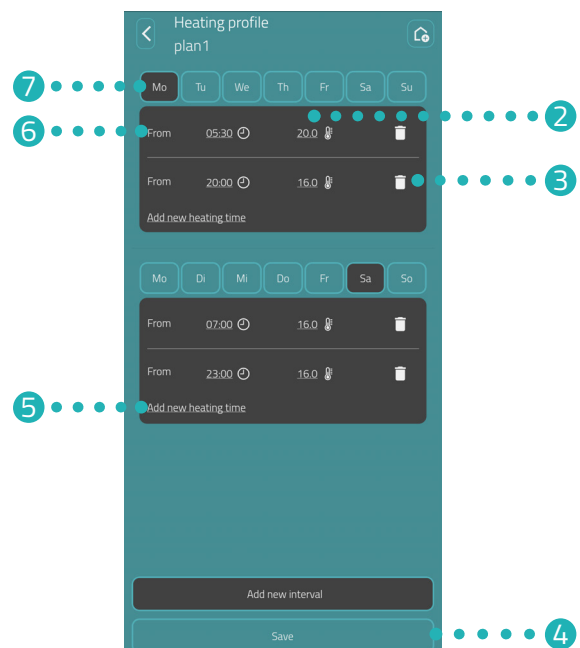 Heating profile
plan1
7 Mo Tu We Th Fr Sa Su
2
6 From 05:30 20.0
From 20:00 16.0 3
Add new heating time
Mo Di Mi Do Fr Sa So
From 07:00 16.0
From 23:00 16.0
5 Add new heating time
Add new interval
Save 4